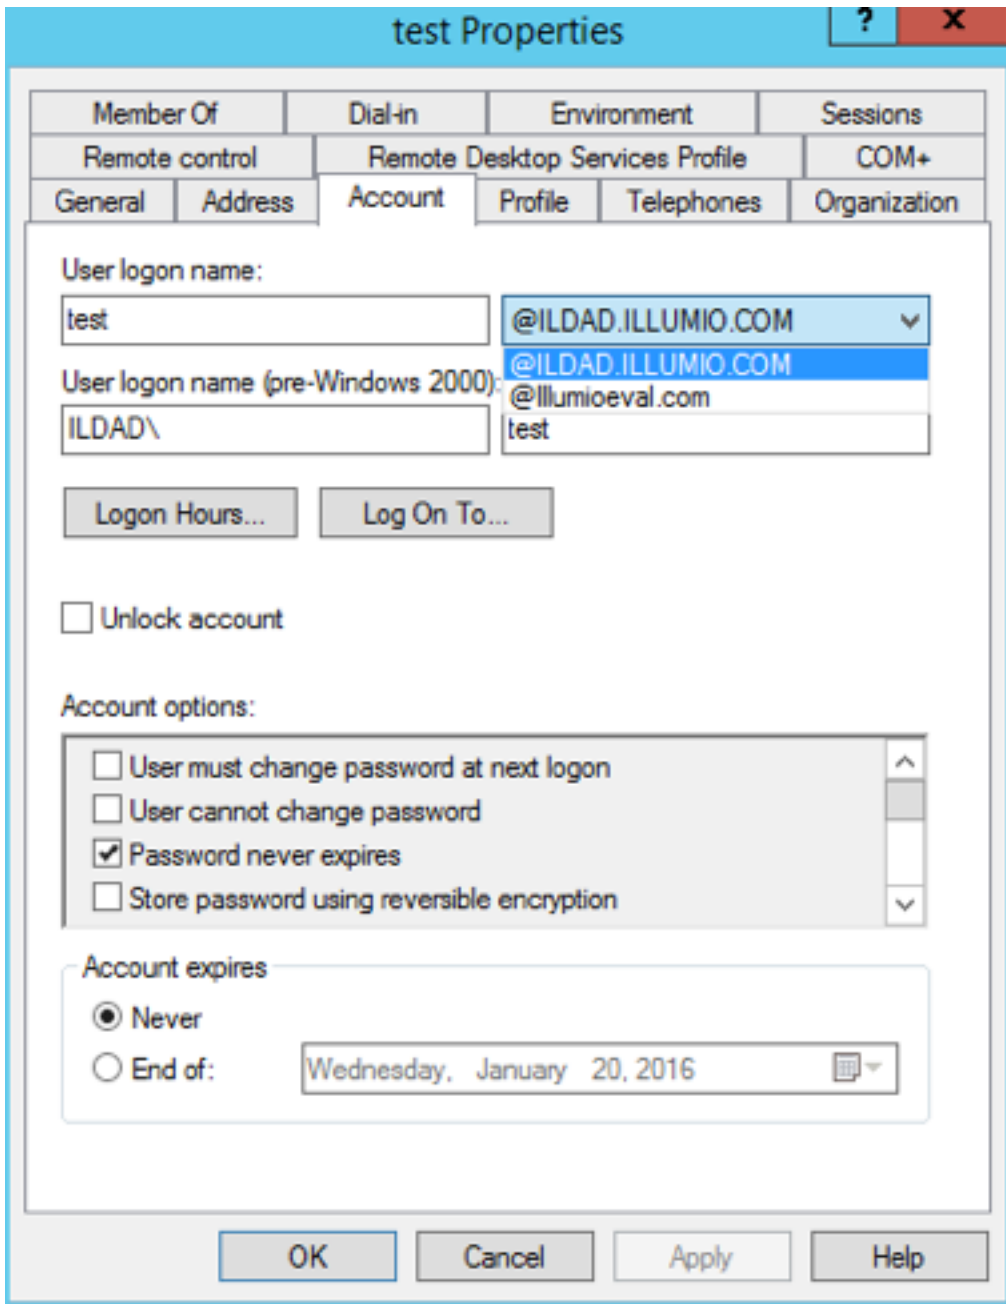 test Properties
? x
Member Of Dial-in Environment Sessions
Remote control Remote Desktop Services Profile COM+
General Address Account Profile Telephones Organization
User logon name:
test @ILDAD.ILLUMIO.COM
@ILDAD.ILLUMIO.COM
User logon name (pre-Windows 2000):
@Illumioeval.com
ILDAD\ test
Logon Hours... Log On To...
Unlock account
Account options:
User must change password at next logon
User cannot change password
Password never expires
Store password using reversible encryption
Account expires
Never
End of: Wednesday, January 20, 2016
OK Cancel Apply Help